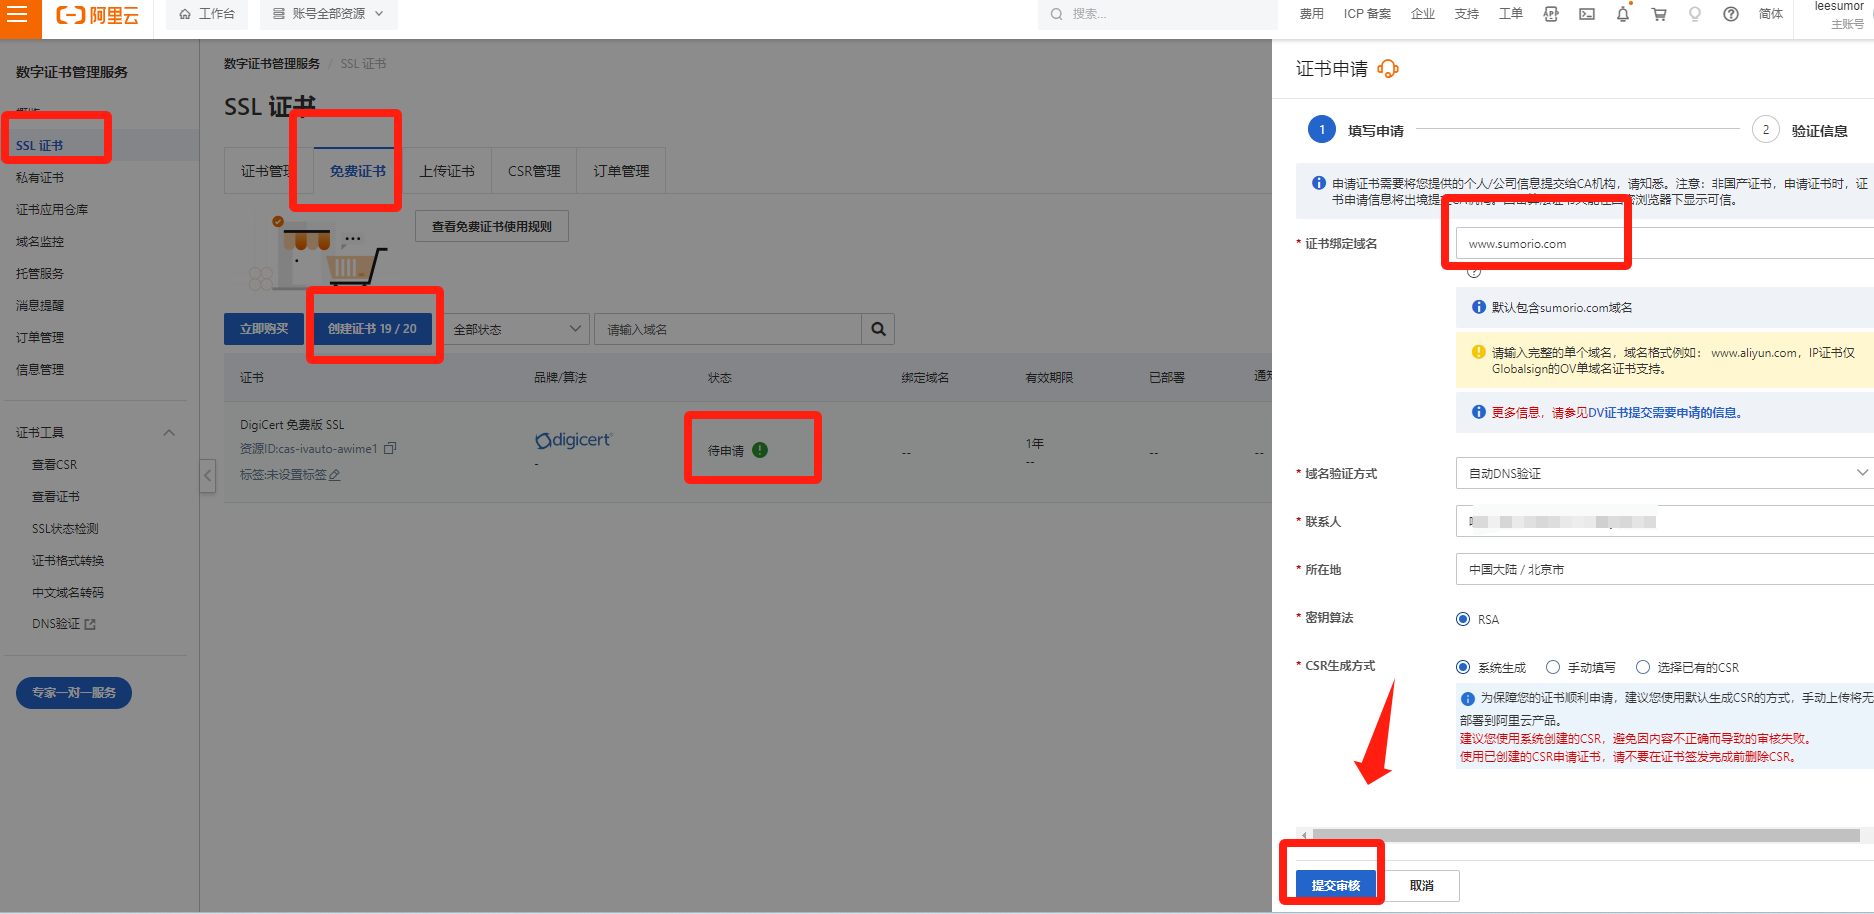 阿里云
工作台
账号全部资源
搜索...
费用
ICP 备案
企业
支持
工单
简体
leesumor
主账号
数字证书管理服务
SSL 证书
私有证书
证书应用仓库
域名监控
托管服务
消息提醒
订单管理
信息管理
证书工具
查看CSR
查看证书
SSL状态检测
证书格式转换
中文域名转码
DNS验证
专家一对一服务
数字证书管理服务 / SSL 证书
SSL 证书
证书管理
免费证书
上传证书
CSR管理
订单管理
查看免费证书使用规则
立即购买
创建证书 19 / 20
全部状态
请输入域名
证书
品牌/算法
状态
绑定域名
有效期限
已部署
DigiCert 免费版 SSL
资源ID:cas-ivauto-awime1
标签:未设置标签
digicert
-
待申请
--
1年
--
--
--
证书申请
1 填写申请
2 验证信息
申请证书需要将您提供的个人/公司信息提交给CA机构，请知悉。注意：非国产证书，申请证书时，证
书申请信息将出境提
浏览器下显示可信。
* 证书绑定域名
www.sumorio.com
默认包含sumorio.com域名
请输入完整的单个域名，域名格式例如： www.aliyun.com，IP证书仅
Globalsign的OV单域名证书支持。
更多信息，请参见DV证书提交需要申请的信息。
* 域名验证方式
自动DNS验证
* 联系人
* 所在地
中国大陆 / 北京市
* 密钥算法
RSA
* CSR生成方式
系统生成
手动填写
选择已有的CSR
为保障您的证书顺利申请，建议您使用默认生成CSR的方式，手动上传将无
部署到阿里云产品。
建议您使用系统创建的CSR，避免因内容不正确而导致的审核失败。
使用已创建的CSR申请证书，请不要在证书签发完成前删除CSR。
提交审核
取消